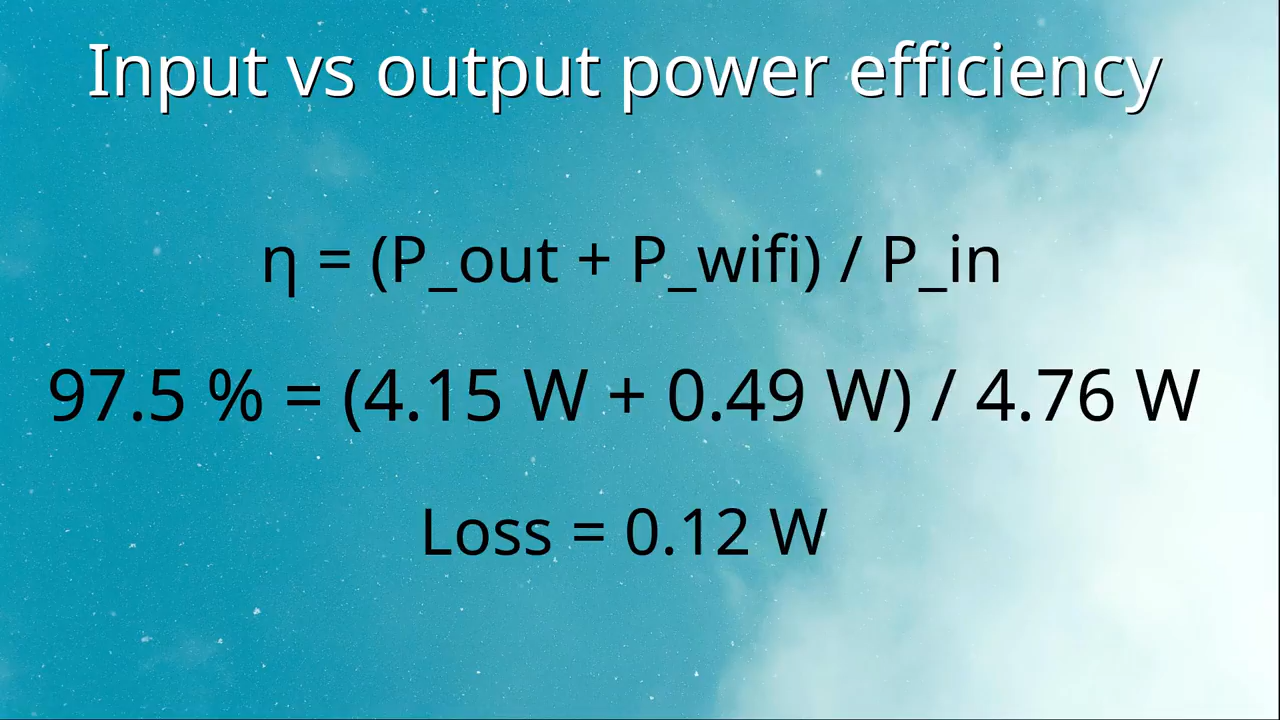 Input vs output power efficiency
η = (P_out + P_wifi) / P_in
97.5 % = (4.15 W + 0.49 W) / 4.76 W
Loss = 0.12 W